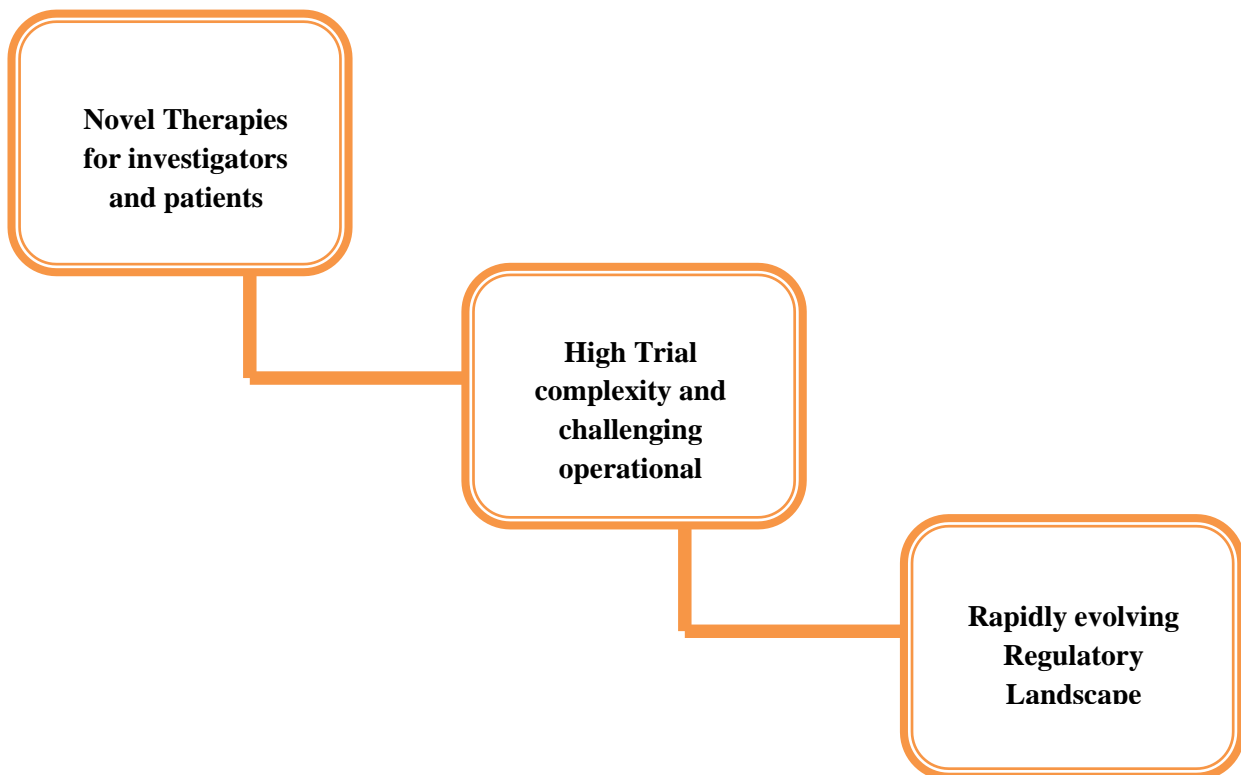 Novel Therapies
for investigators
and patients
High Trial
complexity and
challenging
operational
Rapidly evolving
Regulatory
Landscape